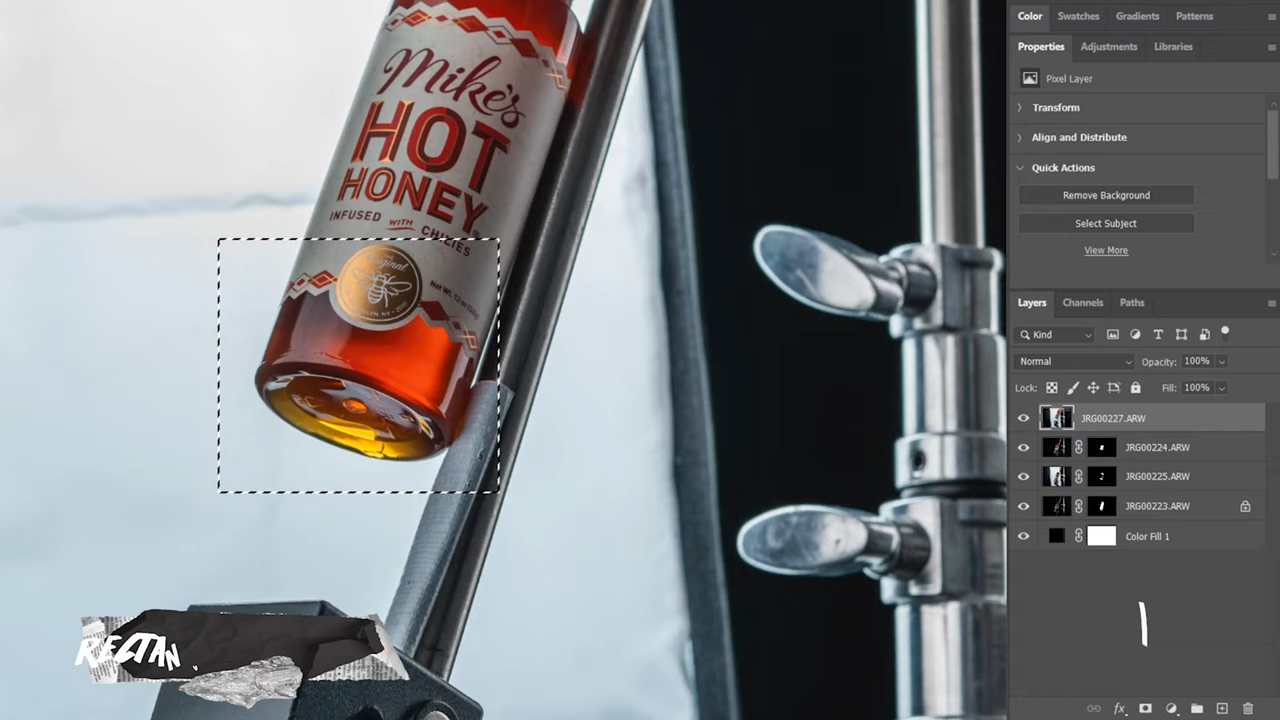 Color Swatches Gradients Patterns
Properties Adjustments Libraries
Pixel Layer
Transform
Align and Distribute
Quick Actions
Remove Background
Select Subject
View More
Layers Channels Paths
Kind
Normal Opacity: 100%
Lock: Fill: 100%
JRG00227.ARW
JRG00224.ARW
JRG00225.ARW
JRG00223.ARW
Color Fill 1
fx
Mike's
HOT
HONEY®
INFUSED WITH CHILIES
Original
Net Wt. 12 oz
RECTAN